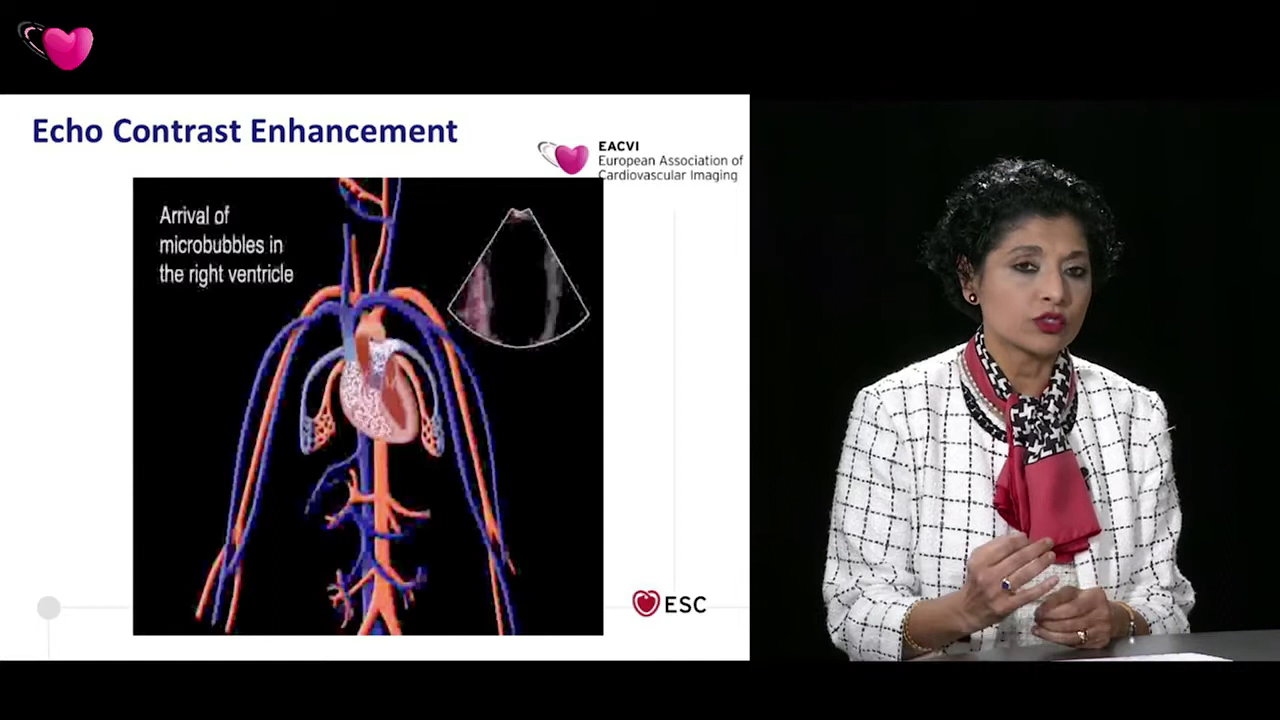 Echo Contrast Enhancement
EACVI
European Association of
Cardiovascular Imaging
Arrival of
microbubbles in
the right ventricle
ESC